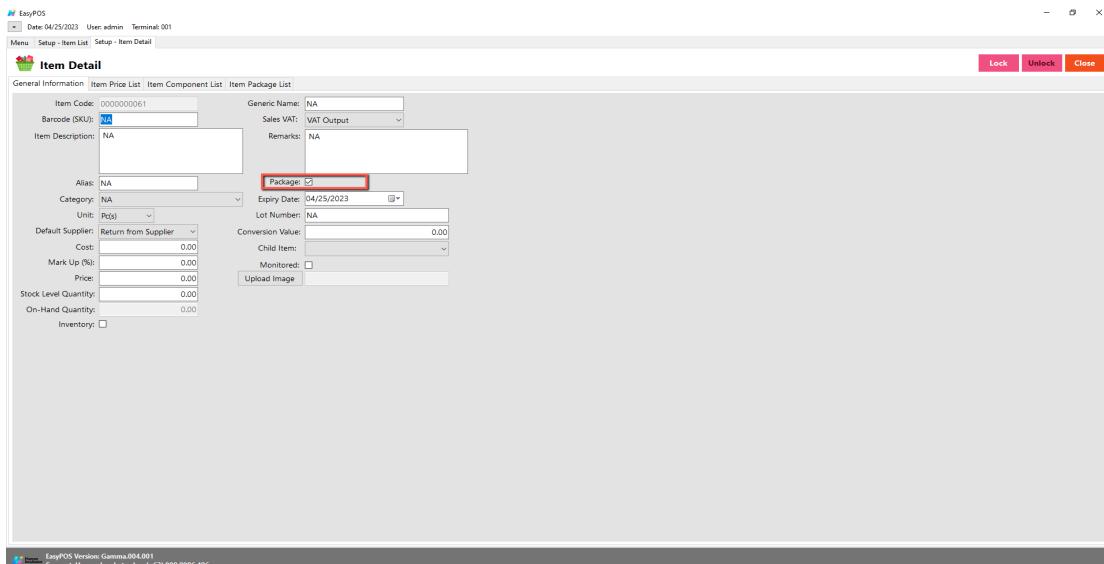 EasyPOS
Date: 04/25/2023 User: admin Terminal: 001
Menu Setup - Item List Setup - Item Detail
Item Detail Lock Unlock Close
General Information Item Price List Item Component List Item Package List
Item Code: 0000000061 Generic Name: NA
Barcode (SKU): NA Sales VAT: VAT Output
Item Description: NA Remarks: NA
Alias: NA Package:
Category: NA Expiry Date: 04/25/2023
Unit: Pc(s) Lot Number: NA
Default Supplier: Return from Supplier Conversion Value: 0.00
Cost: 0.00 Child Item:
Mark Up (%): 0.00 Monitored:
Price: 0.00 Upload Image
Stock Level Quantity: 0.00
On-Hand Quantity: 0.00
Inventory:
EasyPOS Version: Gamma.004.001